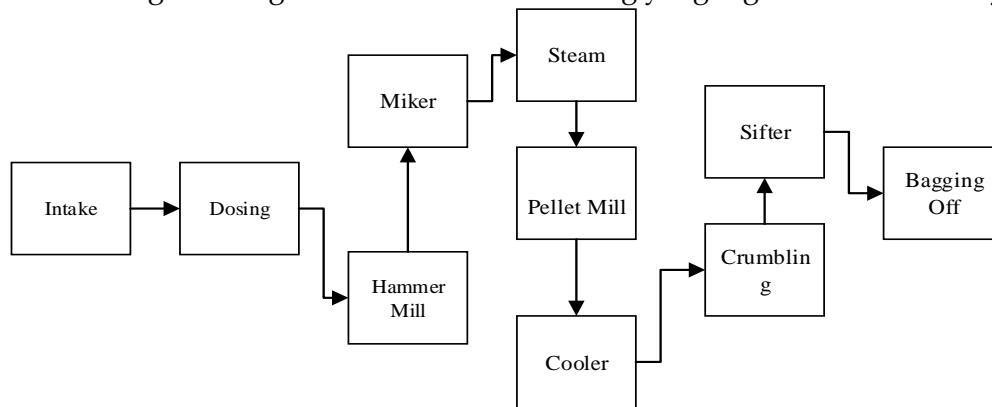 Intake
Dosing
Hammer
Mill
Miker
Steam
Pellet Mill
Cooler
Crumblin
g
Sifter
Bagging
Off